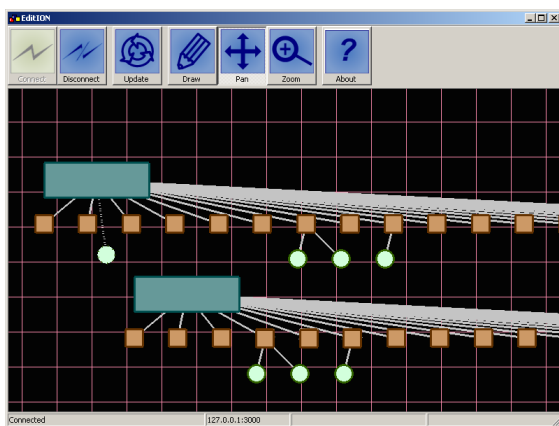 EditION
Connect Disconnect Update Draw Pan Zoom About
Connected 127.0.0.1:3000